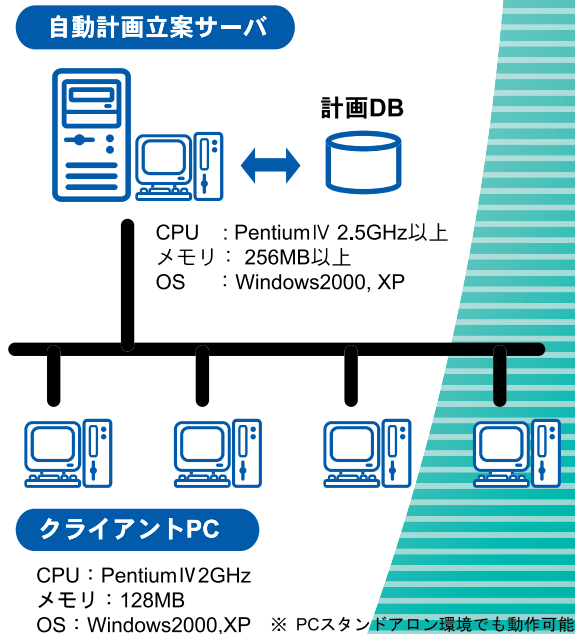 自動計画立案サーバ
計画DB
CPU　：PentiumⅣ 2.5GHz以上
メモリ： 256MB以上
OS　：Windows2000, XP
クライアントPC
CPU：PentiumⅣ2GHz
メモリ：128MB
OS：Windows2000,XP　※ PCスタンドアロン環境でも動作可能